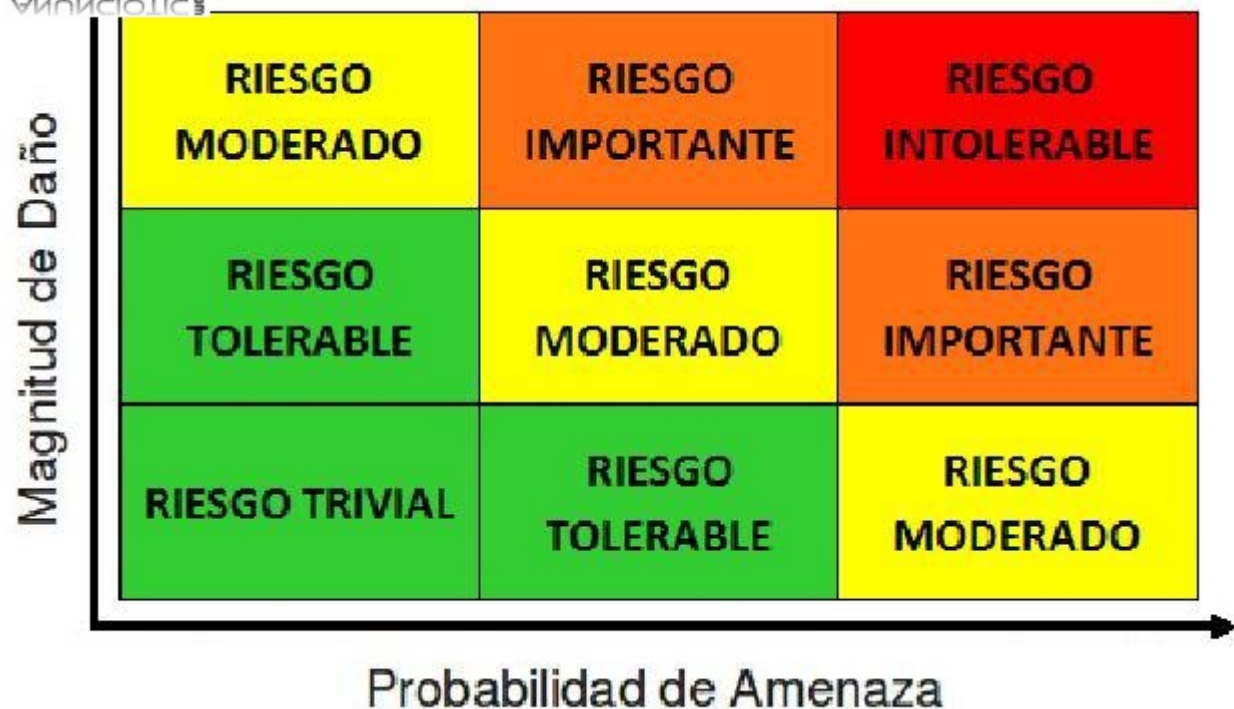 ANUNCIOTIC
RIESGO
MODERADO
RIESGO
IMPORTANTE
RIESGO
INTOLERABLE
Magnitud de Daño
RIESGO
TOLERABLE
RIESGO
MODERADO
RIESGO
IMPORTANTE
RIESGO TRIVIAL
RIESGO
TOLERABLE
RIESGO
MODERADO
Probabilidad de Amenaza